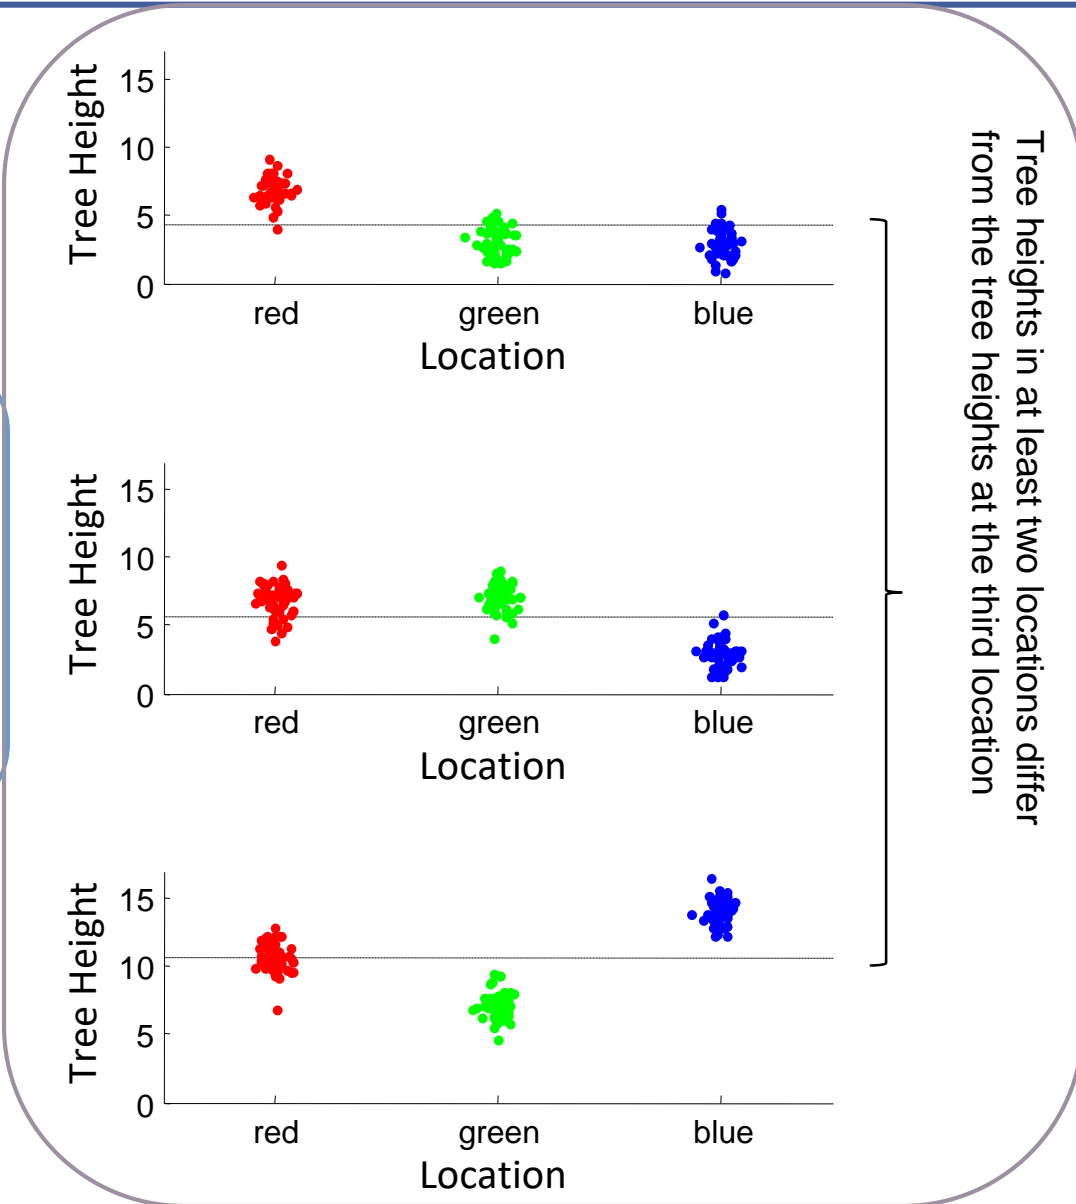 Tree Height
15
10
5
0
red green blue
Location
Tree Height
15
10
5
0
red green blue
Location
Tree Height
15
10
5
0
red green blue
Location
Tree heights in at least two locations differ
from the tree heights at the third location